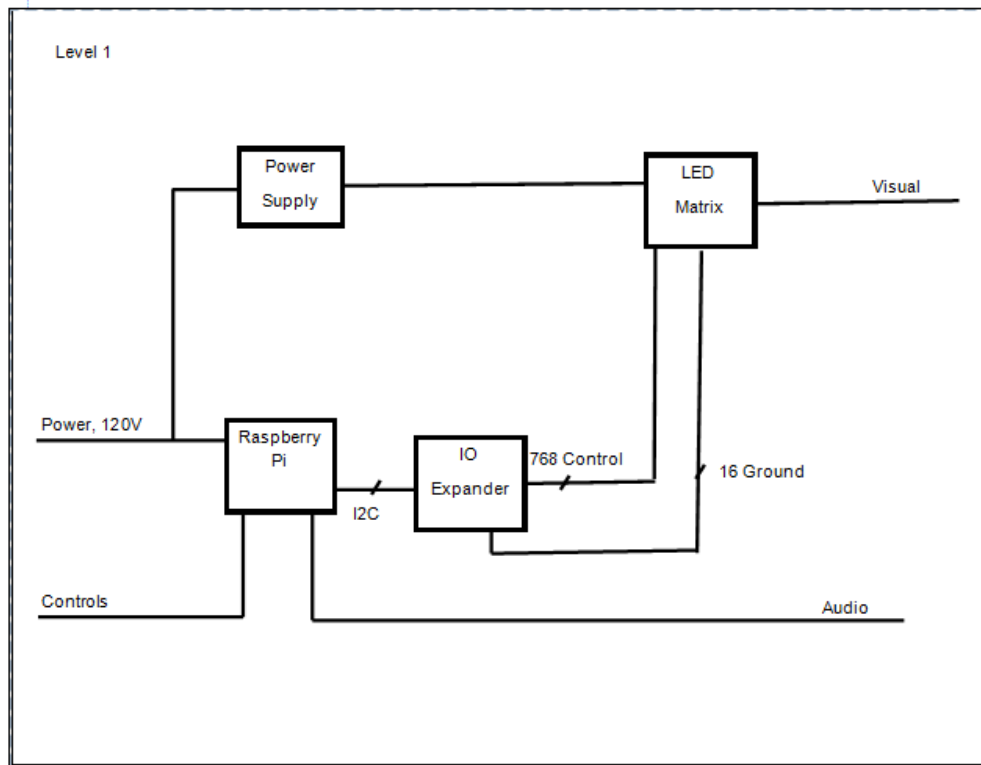 Level 1
Power
Supply
LED
Matrix
Visual
Power, 120V
Raspberry
Pi
IO
Expander
768 Control
16 Ground
I2C
Controls
Audio